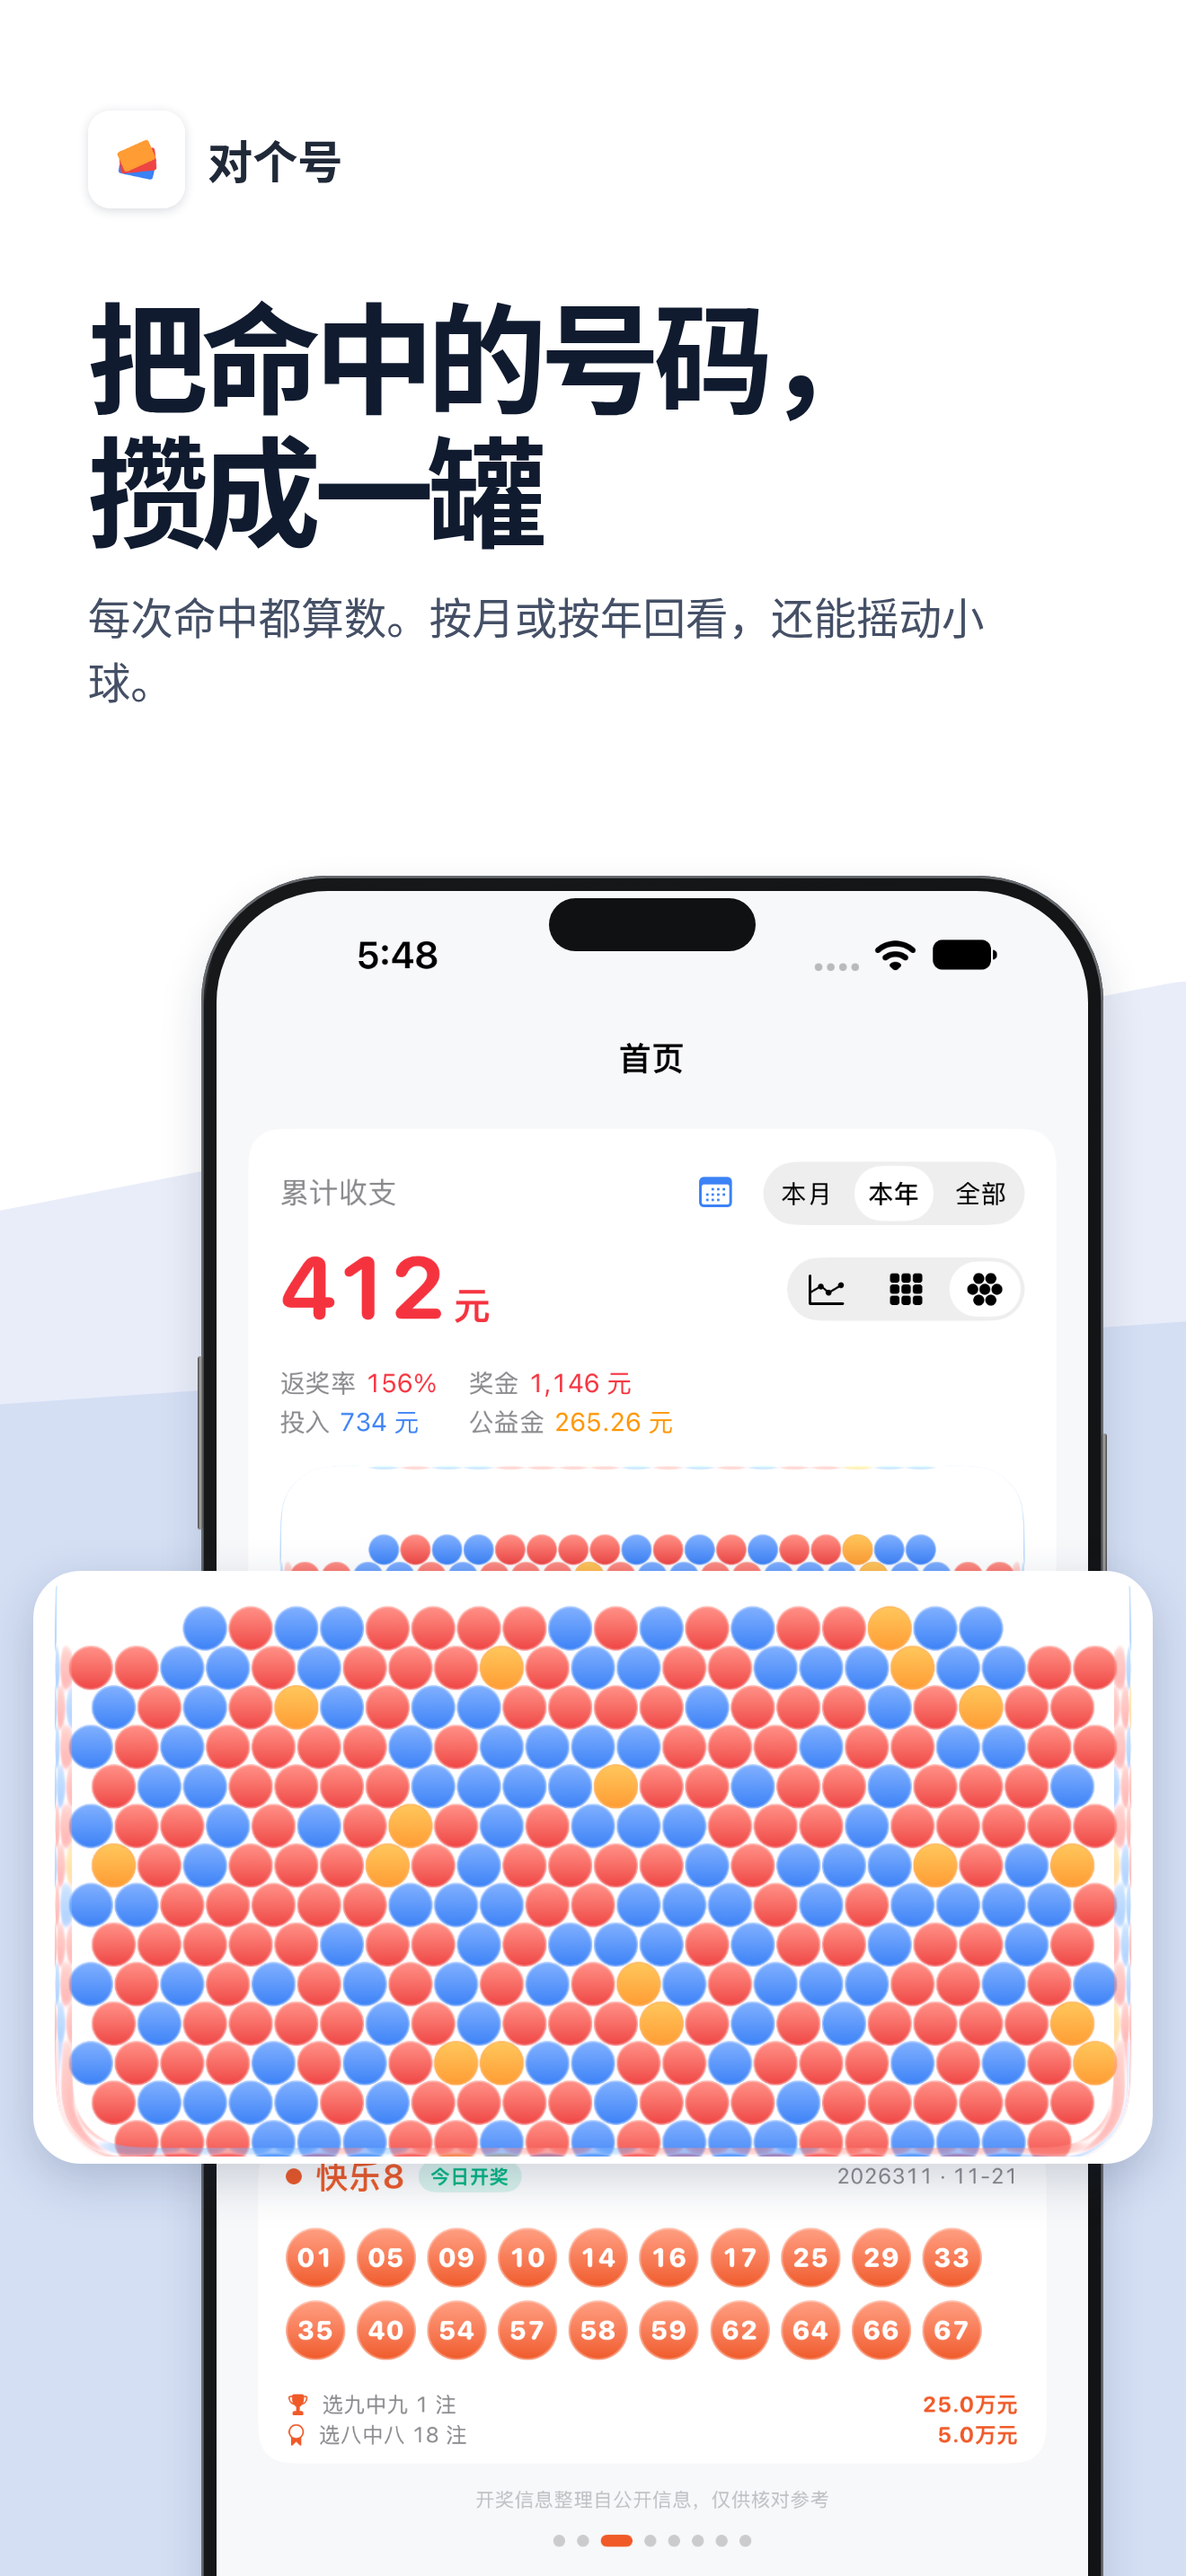 对个号
把命中的号码，
攒成一罐
每次命中都算数。按月或按年回看，还能摇动小
球。
5:48
首页
累计收支
本月 本年 全部
412 元
返奖率 156% 奖金 1,146 元
投入 734 元 公益金 265.26 元
快乐8 今日开奖 2026311 · 11-21
01 05 09 10 14 16 17 25 29 33
35 40 54 57 58 59 62 64 66 67
选九中九 1 注 25.0万元
选八中八 18 注 5.0万元
开奖信息整理自公开信息，仅供核对参考